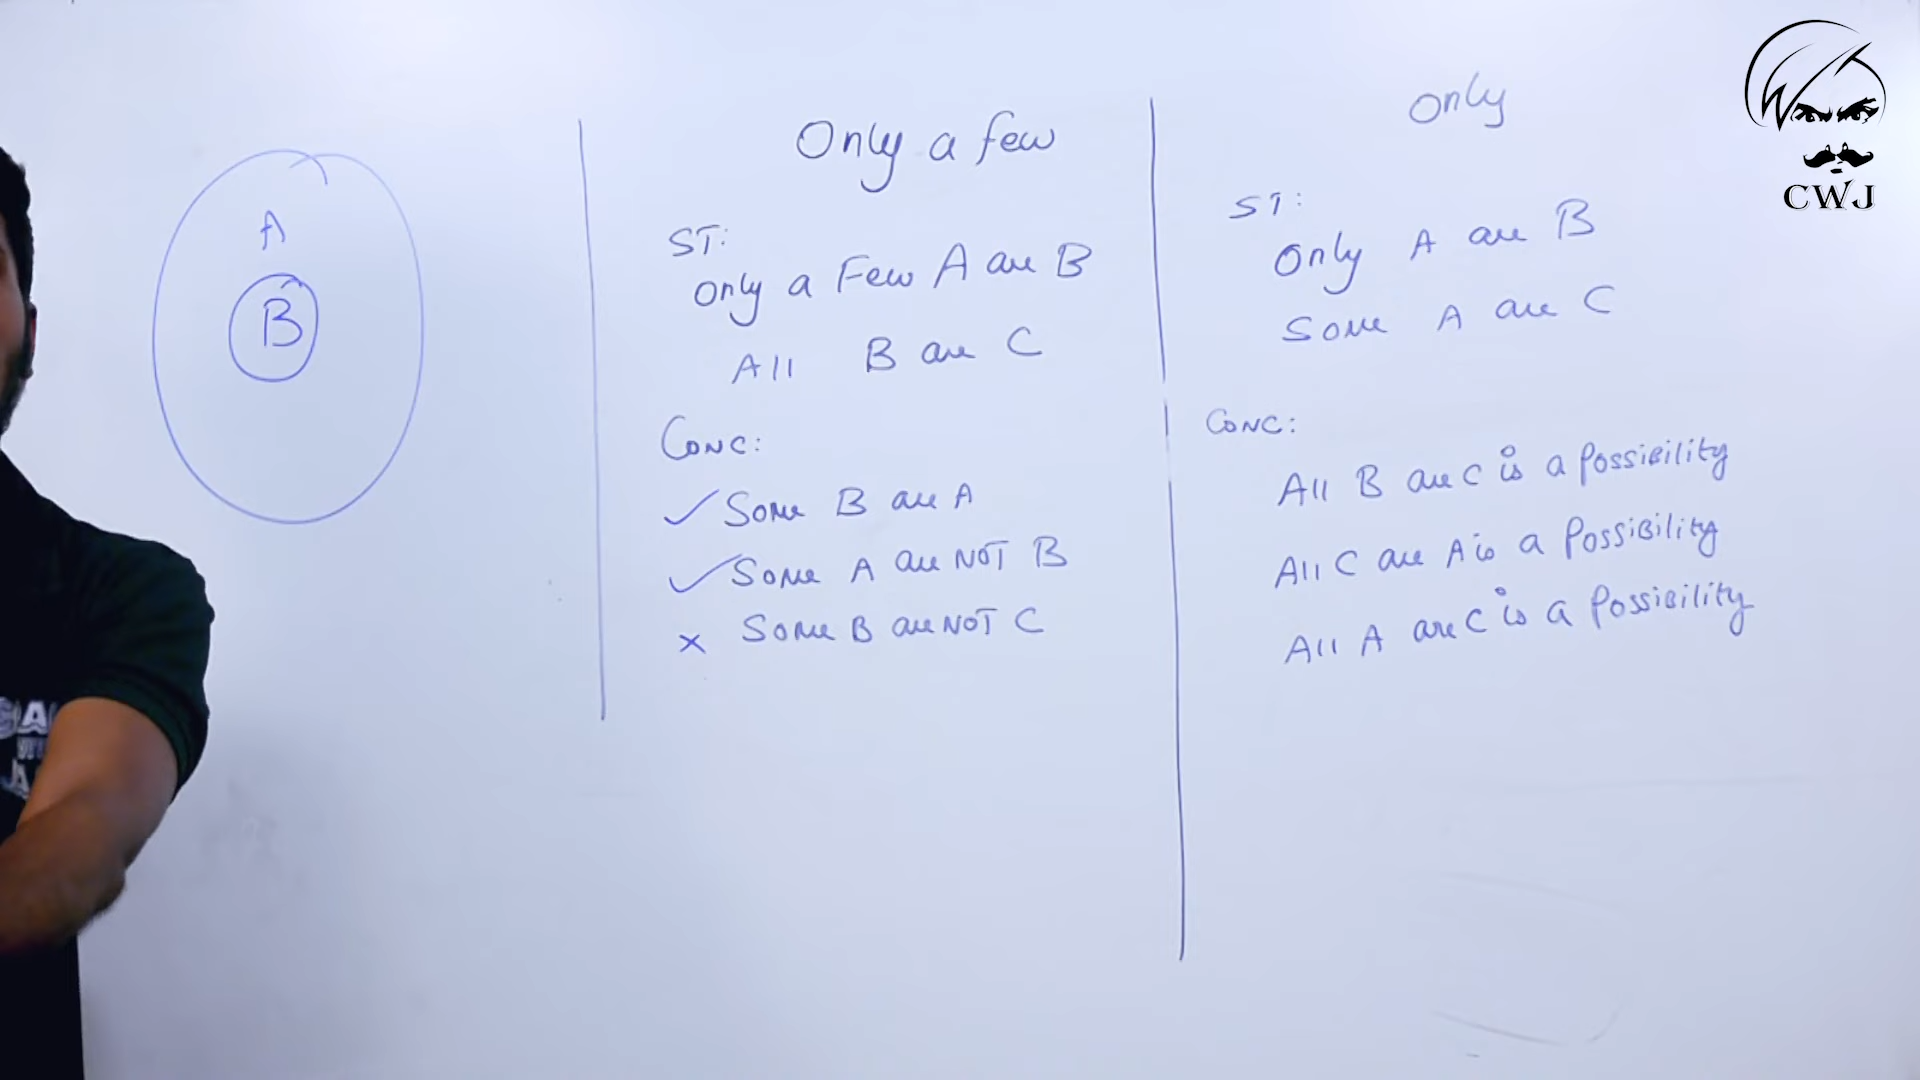 A
B
Only a few
ST:
Only a Few A are B
All B are C
CONC:
✓ Some B are A
✓ Some A are NOT B
× Some B are NOT C
Only
ST:
Only A are B
Some A are C
CONC:
All B are C is a possibility
All C are A is a possibility
All A are C is a possibility
CWJ